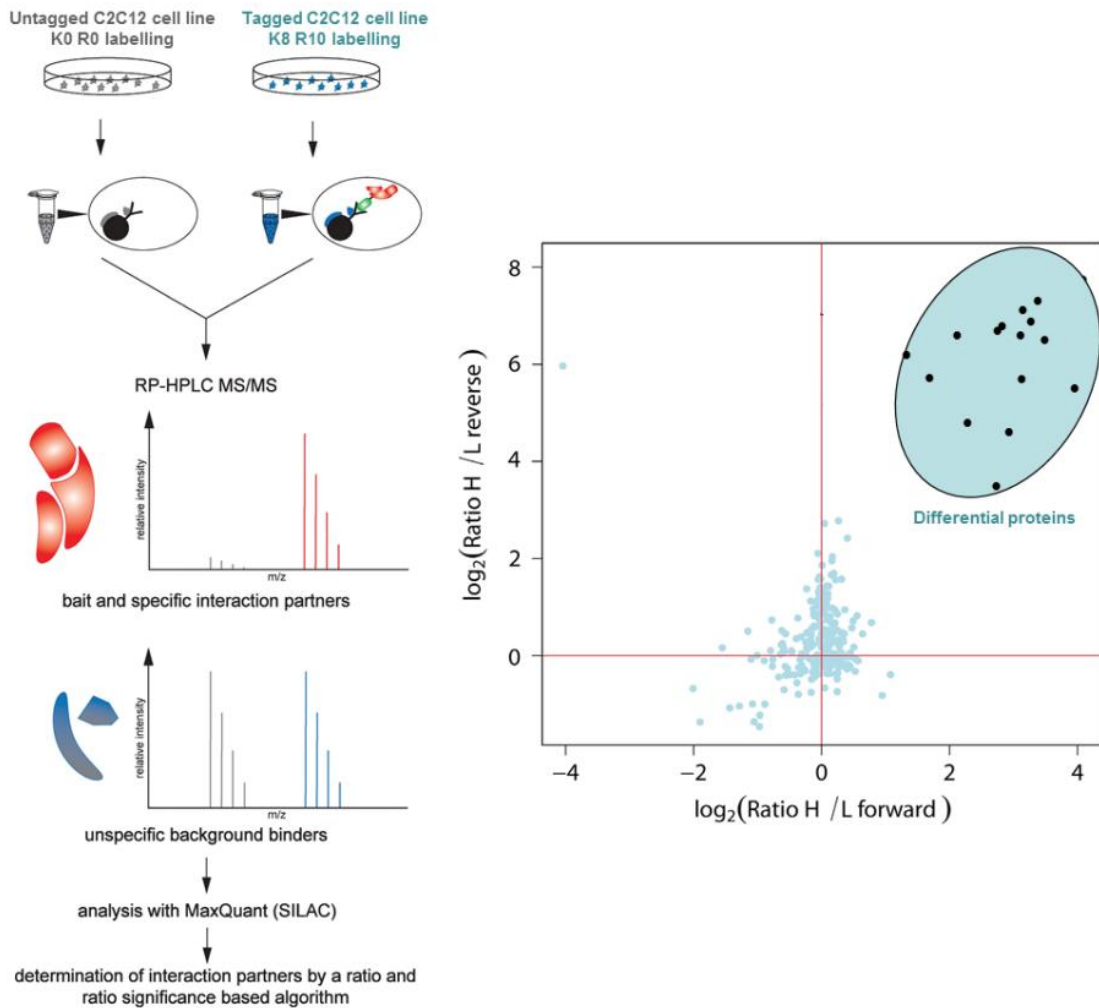 Untagged C2C12 cell line
K0 R0 labelling
Tagged C2C12 cell line
K8 R10 labelling
RP-HPLC MS/MS
relative intensity
m/z
bait and specific interaction partners
relative intensity
m/z
unspecific background binders
analysis with MaxQuant (SILAC)
determination of interaction partners by a ratio and
ratio significance based algorithm
log2(Ratio H /L reverse )
8
6
4
2
0
−4
−2
0
2
4
log2(Ratio H /L forward )
Differential proteins